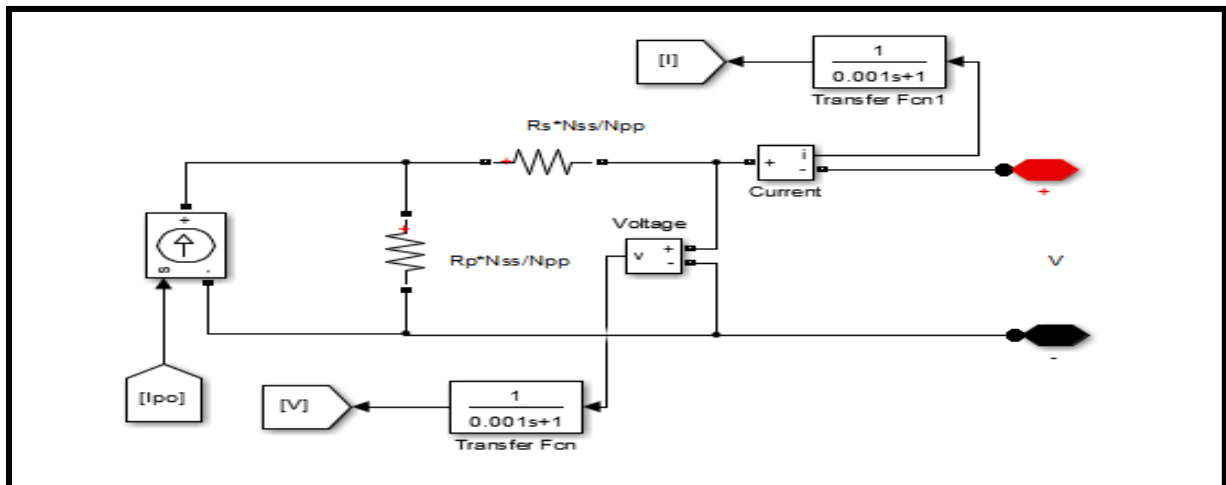 [I]
1
0.001s+1
Transfer Fcn1
Rs*Nss/Npp
+ i
-
Current
+
Voltage
v +
-
Rp*Nss/Npp
V
+
s -
[Ipo]
-
[V]
1
0.001s+1
Transfer Fcn